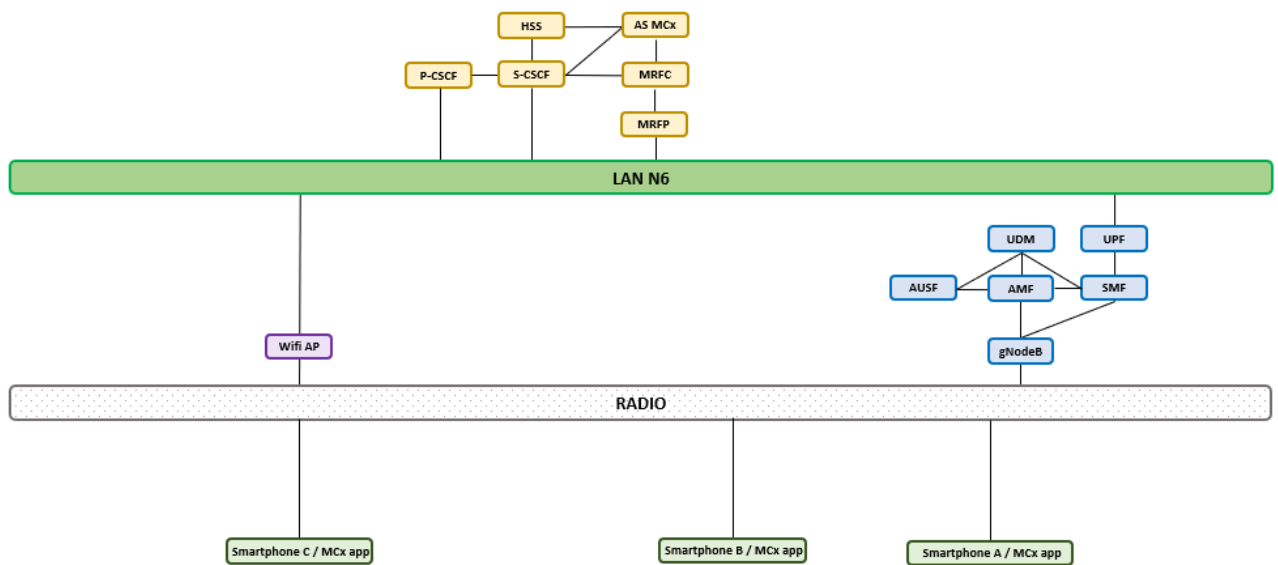 HSS
AS MCx
P-CSCF
S-CSCF
MRFC
MRFP
LAN N6
UDM
UPF
AUSF
AMF
SMF
Wifi AP
gNodeB
RADIO
Smartphone C / MCx app
Smartphone B / MCx app
Smartphone A / MCx app